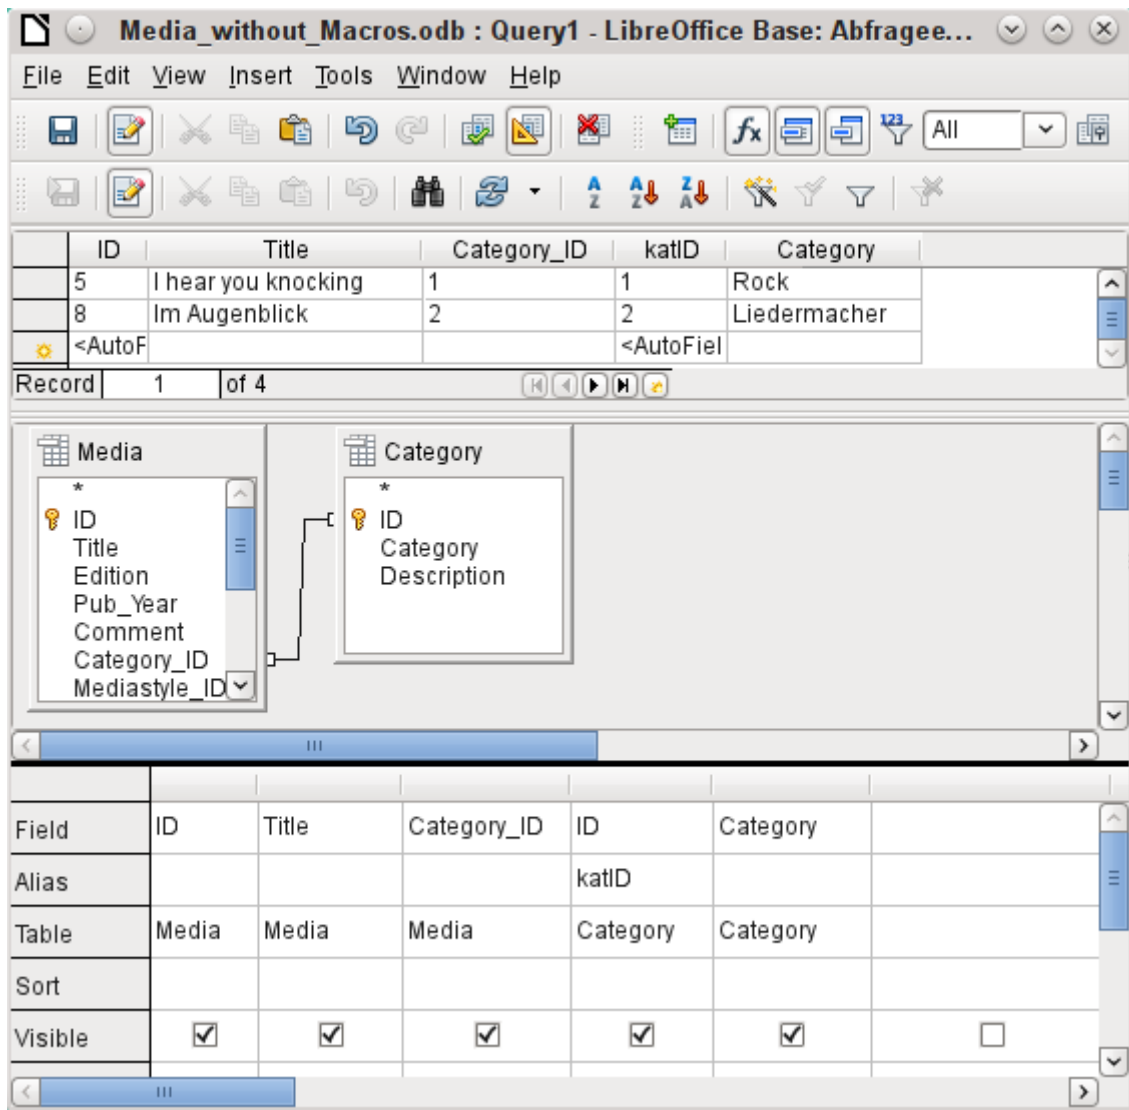 Media_without_Macros.odb : Query1 - LibreOffice Base: Abfragee...
File Edit View Insert Tools Window Help
fx 123 All
A Z A Z Z A
ID Title Category_ID katID Category
5 I hear you knocking 1 1 Rock
8 Im Augenblick 2 2 Liedermacher
<AutoF <AutoFiel
Record 1 of 4
Media Category
* *
ID ID
Title Category
Edition Description
Pub_Year
Comment
Category_ID
Mediastyle_ID
Field ID Title Category_ID ID Category
Alias katID
Table Media Media Media Category Category
Sort
Visible